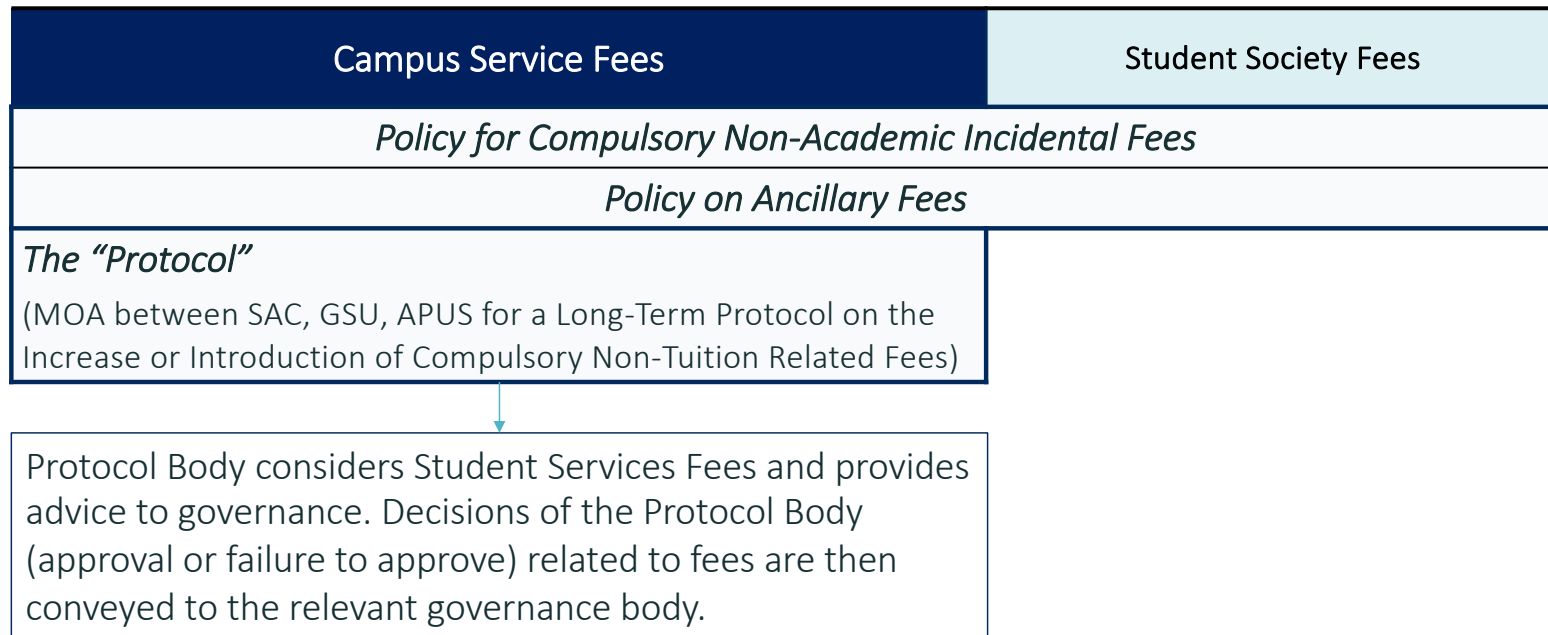 Campus Service Fees
Student Society Fees
Policy for Compulsory Non-Academic Incidental Fees
Policy on Ancillary Fees
The “Protocol”
(MOA between SAC, GSU, APUS for a Long-Term Protocol on the
Increase or Introduction of Compulsory Non-Tuition Related Fees)
Protocol Body considers Student Services Fees and provides
advice to governance. Decisions of the Protocol Body
(approval or failure to approve) related to fees are then
conveyed to the relevant governance body.